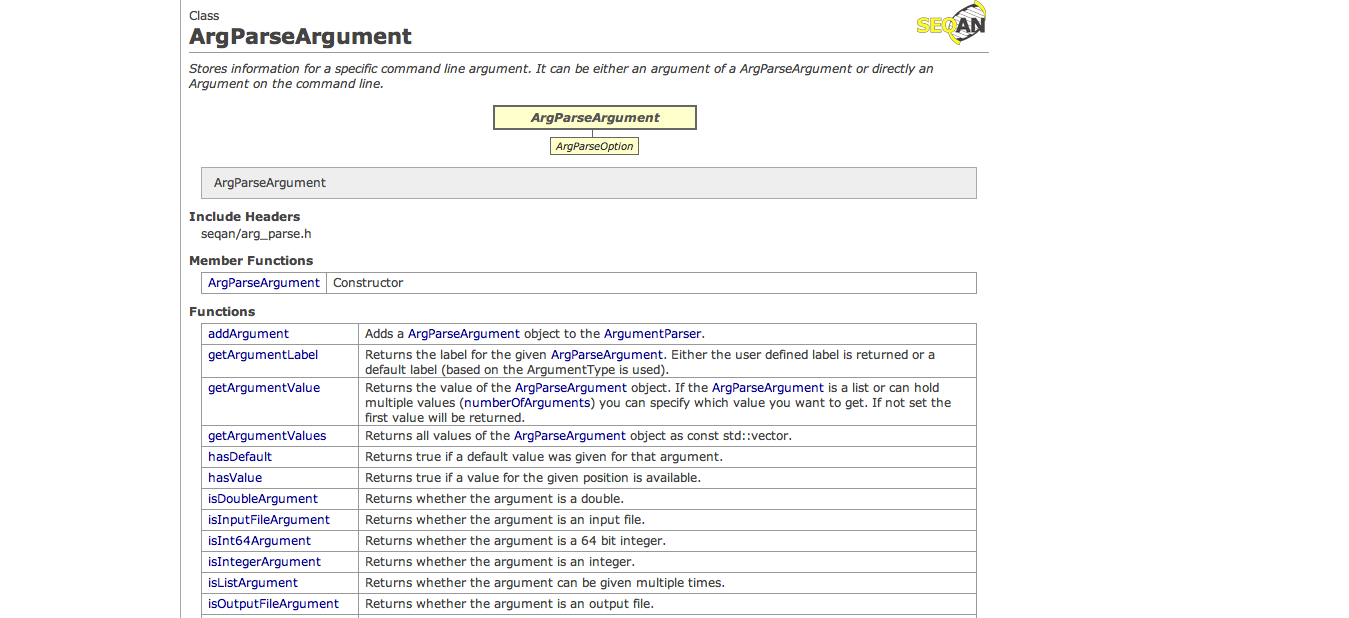 Class
SEQAN
ArgParseArgument
Stores information for a specific command line argument. It can be either an argument of a ArgParseArgument or directly an
Argument on the command line.
ArgParseArgument
ArgParseOption
ArgParseArgument
Include Headers
seqan/arg_parse.h
Member Functions
ArgParseArgument Constructor
Functions
addArgument Adds a ArgParseArgument object to the ArgumentParser.
getArgumentLabel Returns the label for the given ArgParseArgument. Either the user defined label is returned or a
default label (based on the ArgumentType is used).
getArgumentValue Returns the value of the ArgParseArgument object. If the ArgParseArgument is a list or can hold
multiple values (numberOfArguments) you can specify which value you want to get. If not set the
first value will be returned.
getArgumentValues Returns all values of the ArgParseArgument object as const std::vector.
hasDefault Returns true if a default value was given for that argument.
hasValue Returns true if a value for the given position is available.
isDoubleArgument Returns whether the argument is a double.
isInputFileArgument Returns whether the argument is an input file.
isInt64Argument Returns whether the argument is a 64 bit integer.
isIntegerArgument Returns whether the argument is an integer.
isListArgument Returns whether the argument can be given multiple times.
isOutputFileArgument Returns whether the argument is an output file.